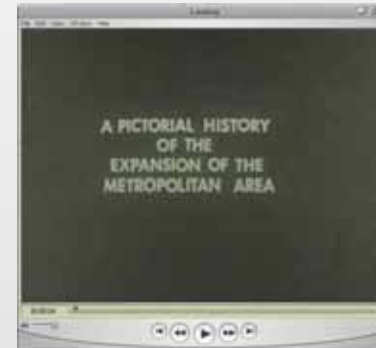 A PICTORIAL HISTORY
OF THE
EXPANSION OF THE
METROPOLITAN AREA